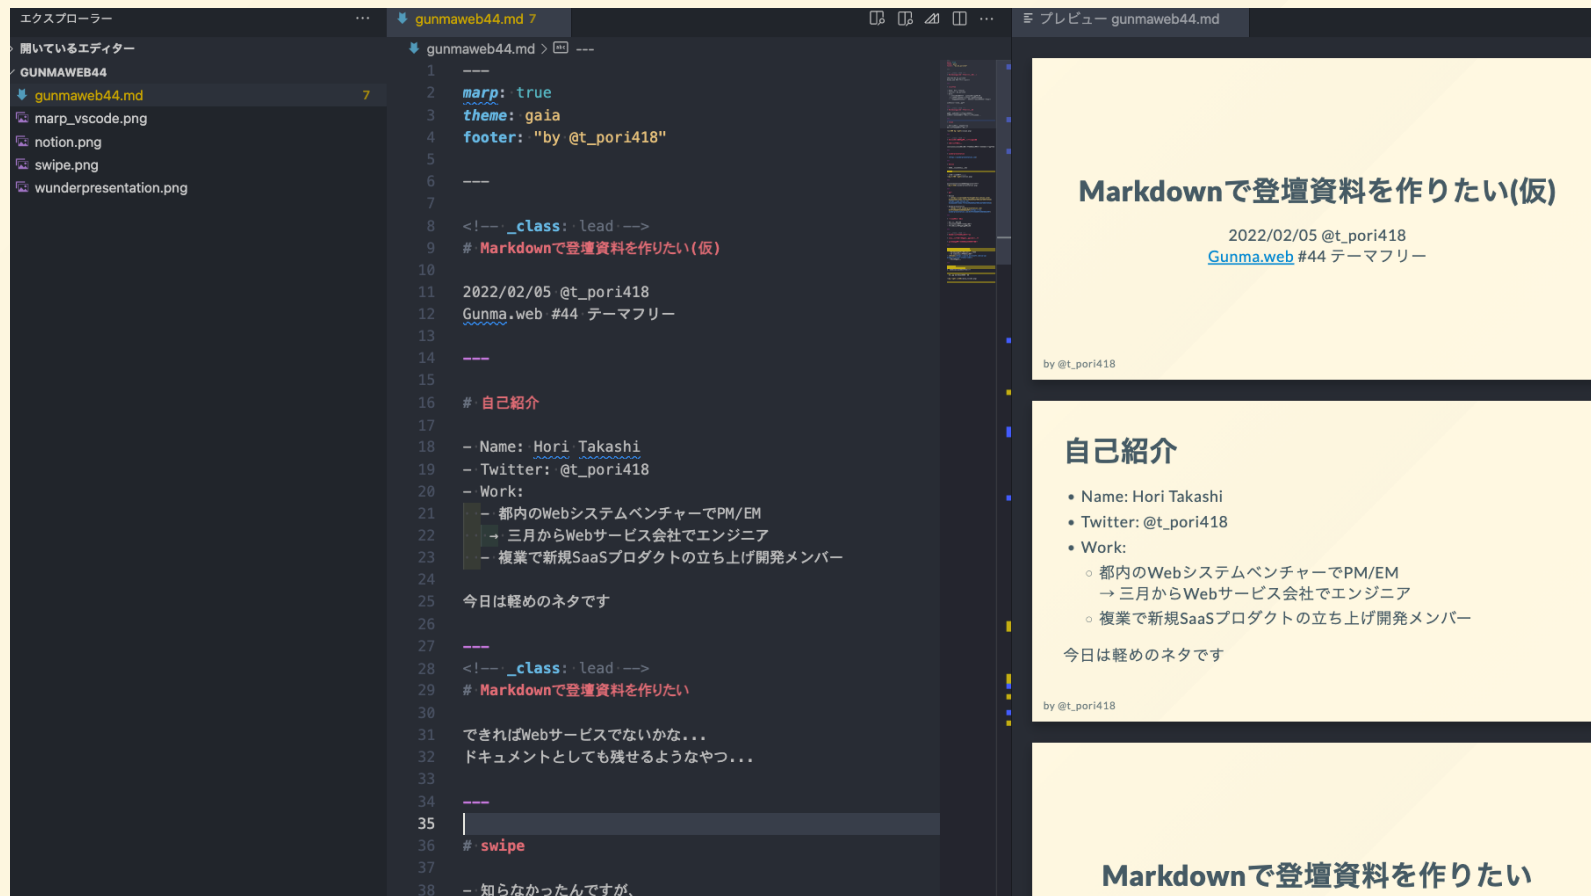 エクスプローラー
開いているエディター
GUNMAWEB44
gunmaweb44.md 7
marp_vscode.png
notion.png
swipe.png
wunderpresentation.png
gunmaweb44.md 7
gunmaweb44.md > abc ---
1 ---
2 marp: true
3 theme: gaia
4 footer: "by @t_pori418"
5
6 ---
7
8 <!-- _class: lead -->
9 # Markdownで登壇資料を作りたい(仮)
10
11 2022/02/05 @t_pori418
12 Gunma.web #44 テーマフリー
13
14 ---
15
16 # 自己紹介
17
18 - Name: Hori Takashi
19 - Twitter: @t_pori418
20 - Work:
21 - 都内のWebシステムベンチャーでPM/EM
22 → 三月からWebサービス会社でエンジニア
23 - 複業で新規SaaSプロダクトの立ち上げ開発メンバー
24
25 今日は軽めのネタです
26
27 ---
28 <!-- _class: lead -->
29 # Markdownで登壇資料を作りたい
30
31 できればWebサービスでないかな...
32 ドキュメントとしても残せるようなやつ...
33
34 ---
35
36 # swipe
37
38 - 知らなかったんですが、
プレビュー gunmaweb44.md
Markdownで登壇資料を作りたい(仮)
2022/02/05 @t_pori418
Gunma.web #44 テーマフリー
by @t_pori418
自己紹介
• Name: Hori Takashi
• Twitter: @t_pori418
• Work:
○ 都内のWebシステムベンチャーでPM/EM
→ 三月からWebサービス会社でエンジニア
○ 複業で新規SaaSプロダクトの立ち上げ開発メンバー
今日は軽めのネタです
by @t_pori418
Markdownで登壇資料を作りたい